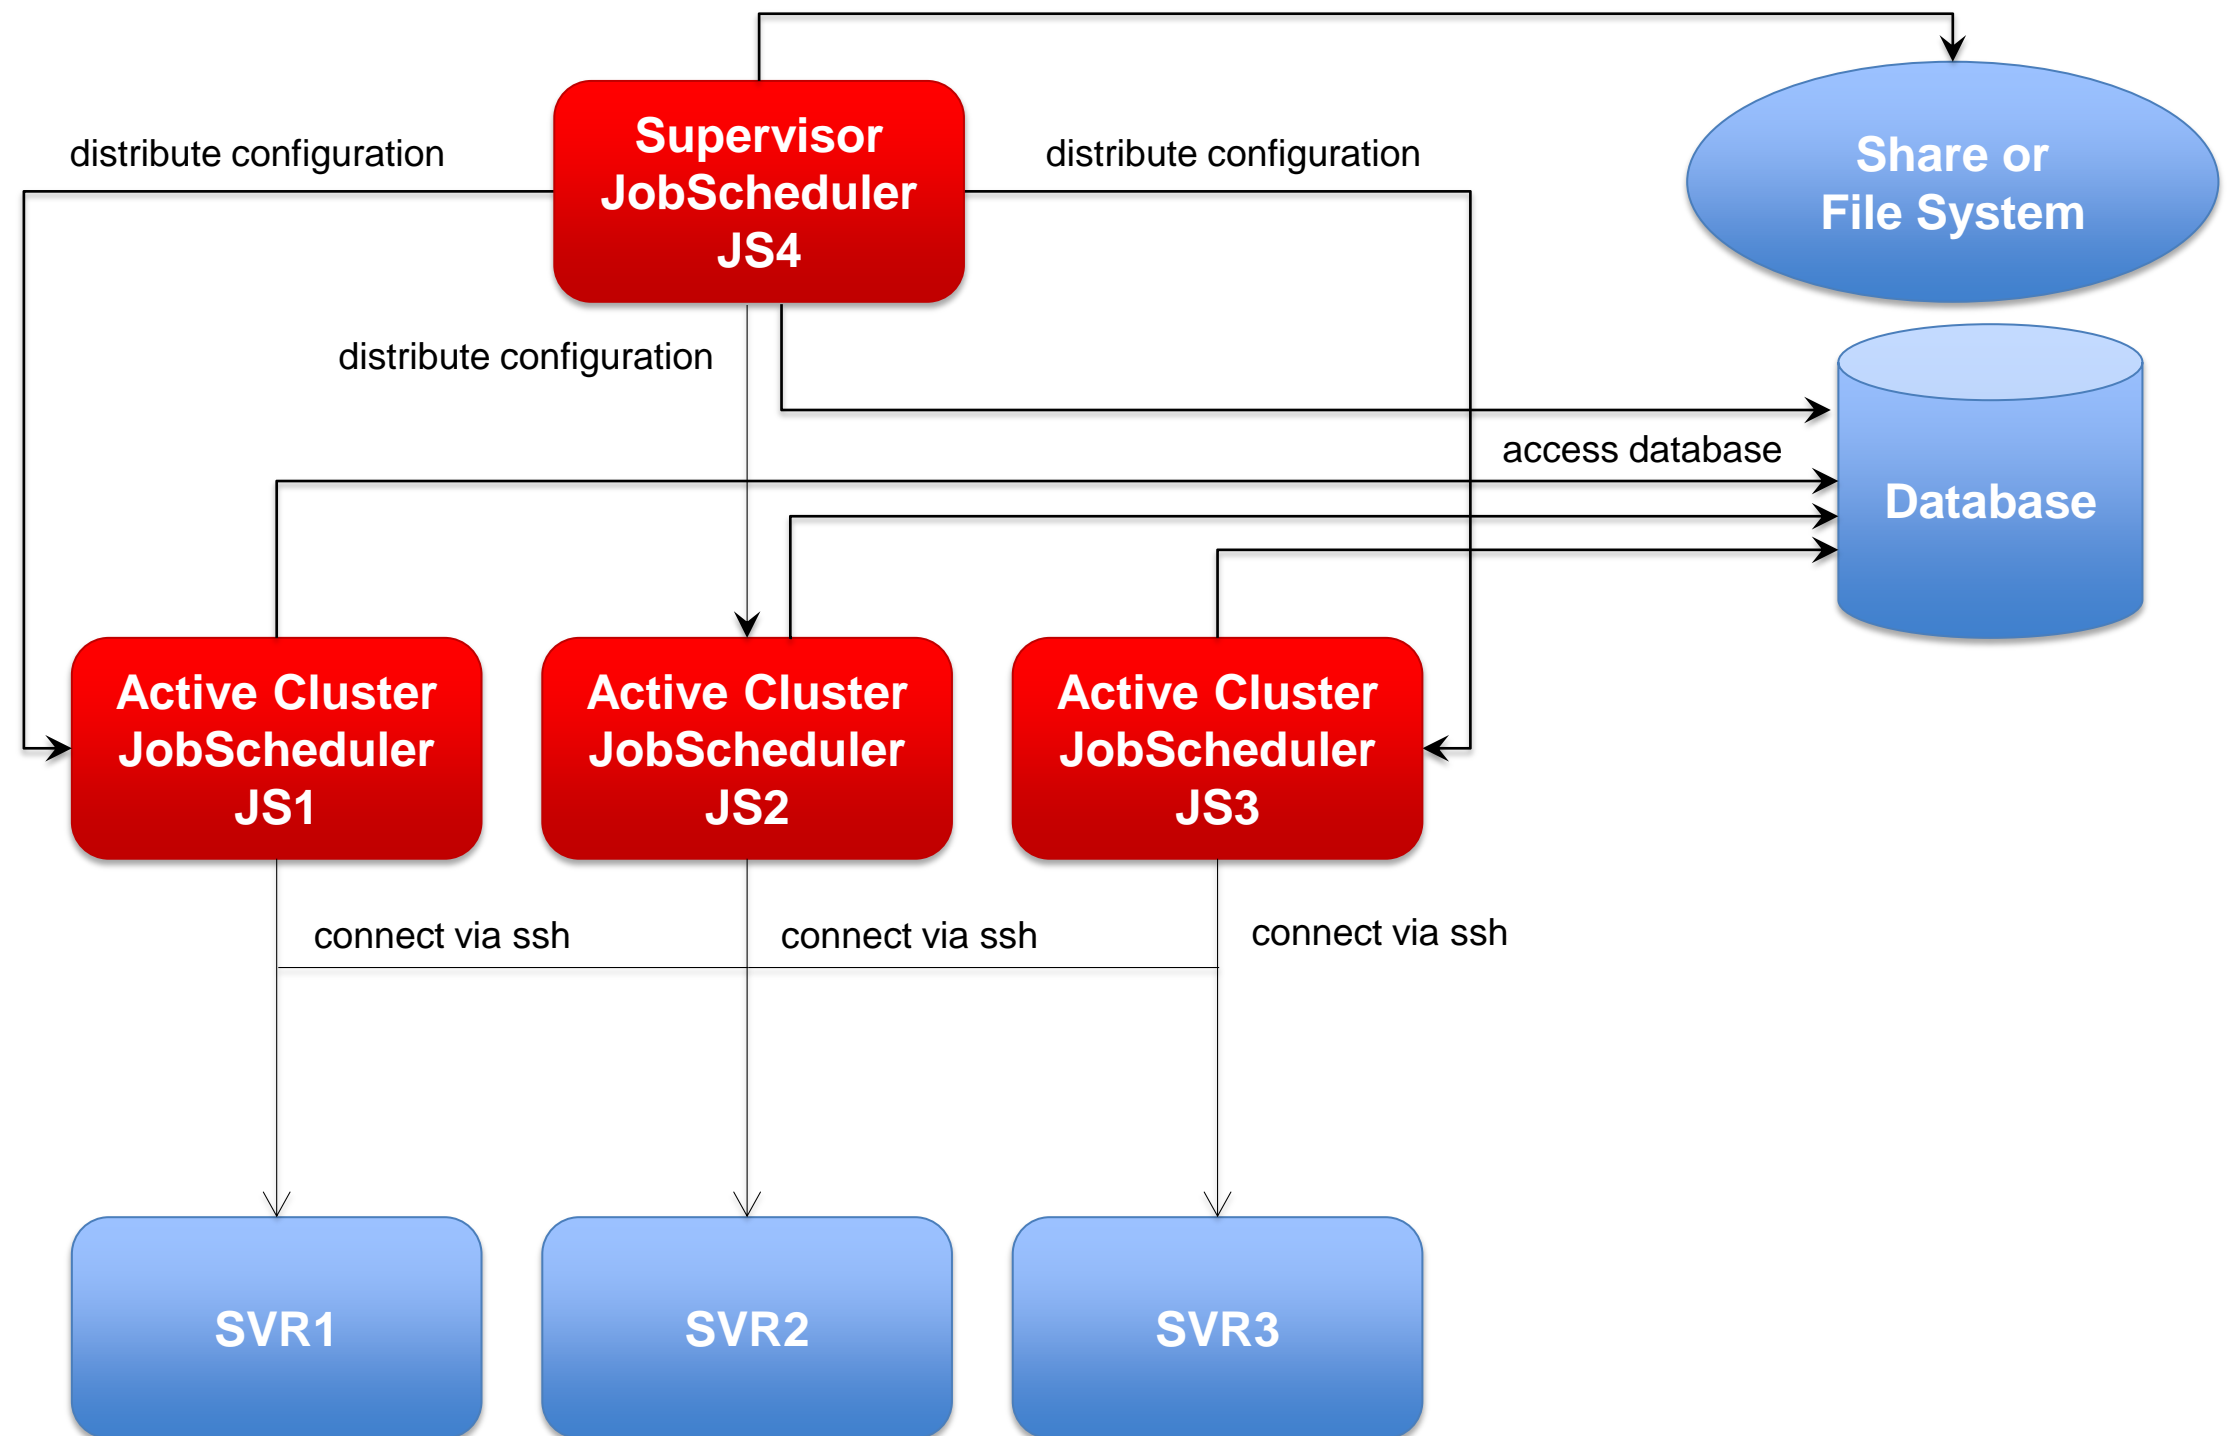 Supervisor
JobScheduler
JS4
Share or
File System
distribute configuration
distribute configuration
distribute configuration
access database
Database
Active Cluster
JobScheduler
JS1
Active Cluster
JobScheduler
JS2
Active Cluster
JobScheduler
JS3
connect via ssh
connect via ssh
connect via ssh
SVR1
SVR2
SVR3